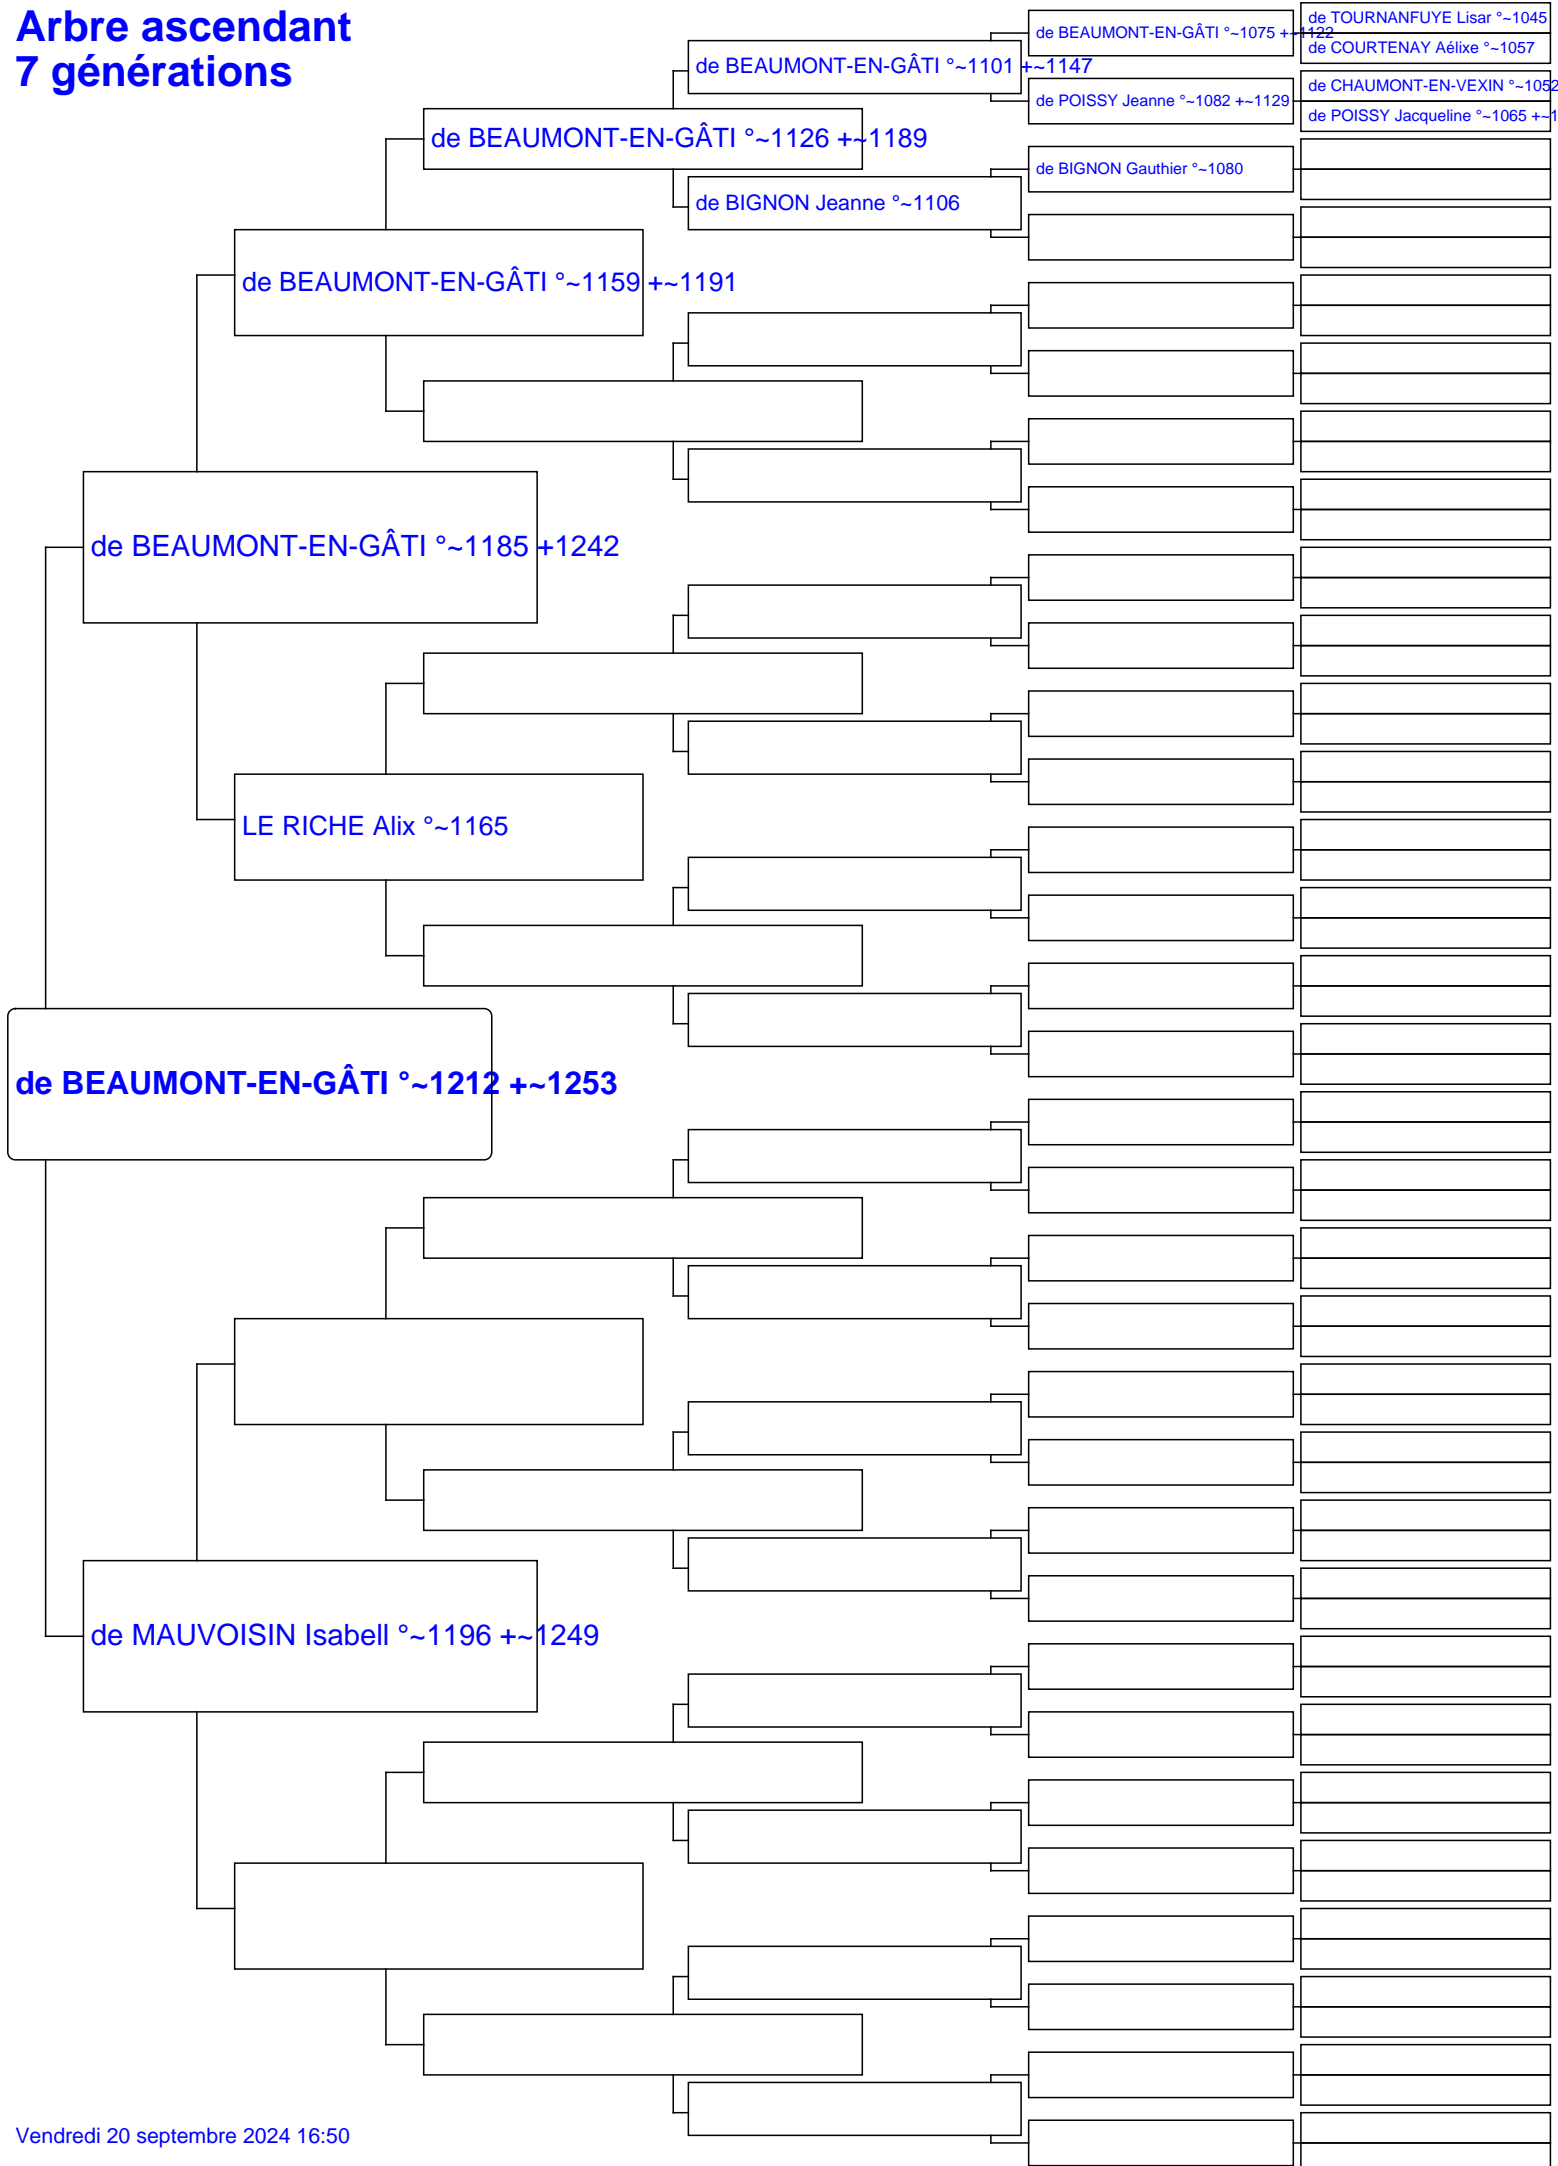 Arbre ascendant
7 générations
de BEAUMONT-EN-GÂTI °~1075 +~1122
de TOURNANFUYE Lisar °~1045
de COURTENAY Aélixe °~1057
de BEAUMONT-EN-GÂTI °~1101 +~1147
de POISSY Jeanne °~1082 +~1129
de CHAUMONT-EN-VEXIN °~1052
de POISSY Jacqueline °~1065 +~1
de BEAUMONT-EN-GÂTI °~1126 +~1189
de BIGNON Gauthier °~1080
de BIGNON Jeanne °~1106
de BEAUMONT-EN-GÂTI °~1159 +~1191
de BEAUMONT-EN-GÂTI °~1185 +1242
LE RICHE Alix °~1165
de BEAUMONT-EN-GÂTI °~1212 +~1253
de MAUVOISIN Isabell °~1196 +~1249
Vendredi 20 septembre 2024 16:50